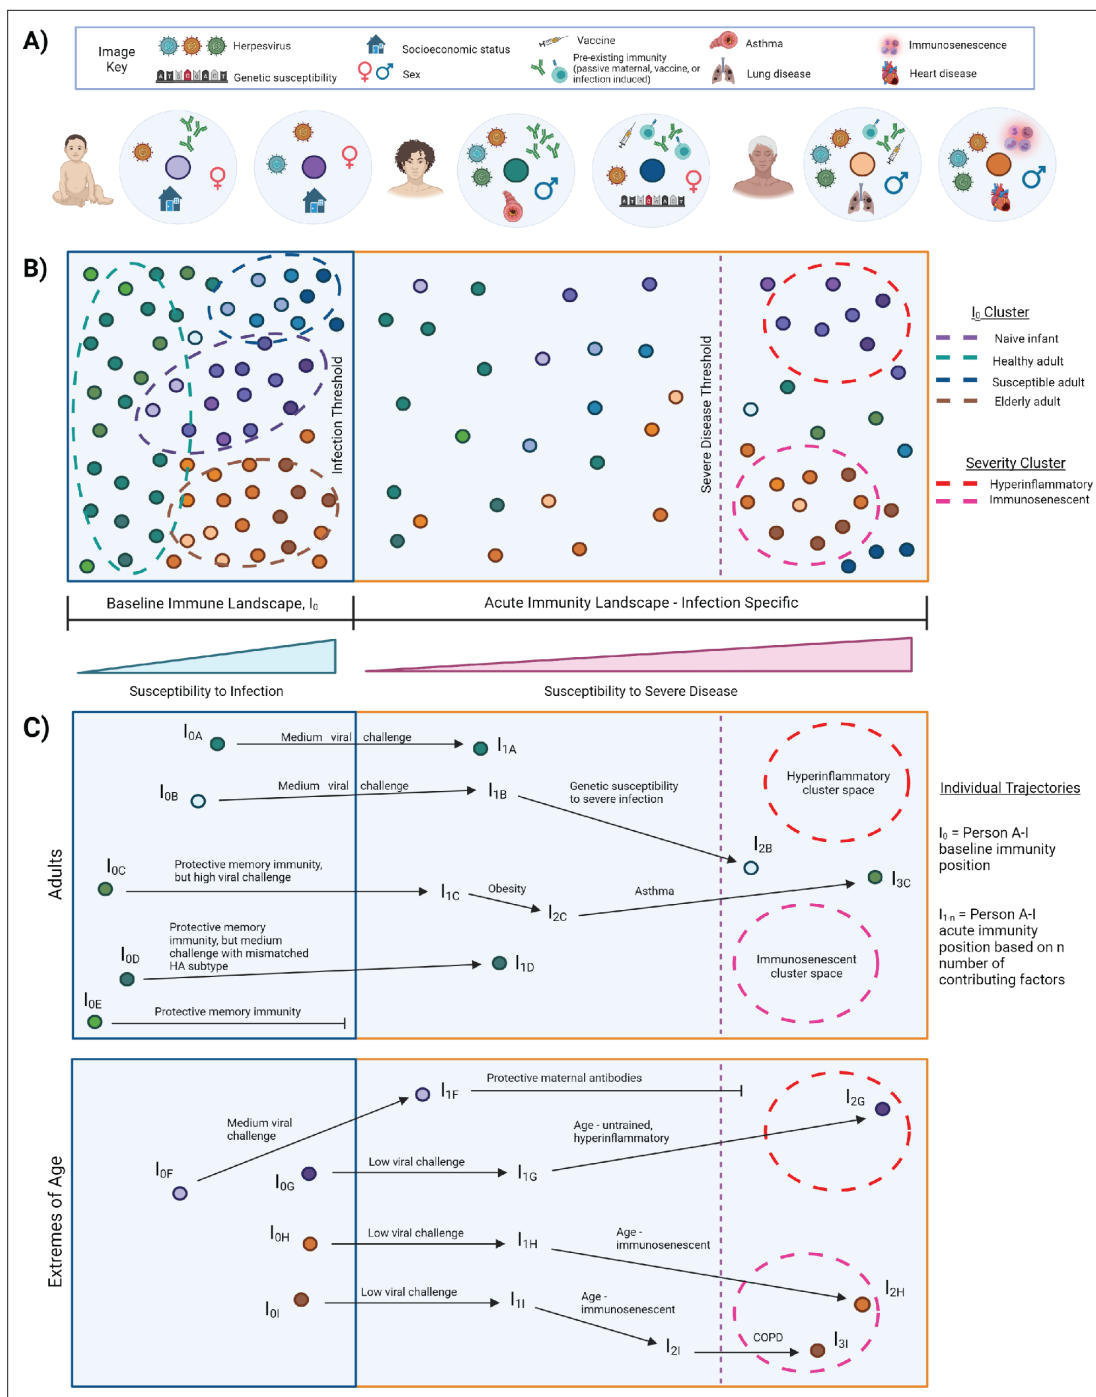 A)
Image
Key
Herpesvirus
Genetic susceptibility
Socioeconomic status
Sex
Vaccine
Pre-existing immunity
(passive maternal, vaccine, or
infection induced)
Asthma
Lung disease
Immunosenescence
Heart disease
A T G C G A C T
B)
Infection Threshold
Severe Disease Threshold
I₀ Cluster
Naive infant
Healthy adult
Susceptible adult
Elderly adult
Severity Cluster
Hyperinflammatory
Immunosenescent
Baseline Immune Landscape, I₀
Acute Immunity Landscape - Infection Specific
Susceptibility to Infection
Susceptibility to Severe Disease
C)
Adults
I0A
Medium viral challenge
I1A
I0B
Medium viral challenge
I1B
Genetic susceptibility
to severe infection
I2B
Hyperinflammatory
cluster space
I0C
Protective memory immunity,
but high viral challenge
I1C
Obesity
I2C
Asthma
I3C
I0D
Protective memory
immunity, but medium
challenge with mismatched
HA subtype
I1D
Immunosenescent
cluster space
I0E
Protective memory immunity
Individual Trajectories
I₀ = Person A-I
baseline immunity
position
I1-n = Person A-I
acute immunity
position based on n
number of
contributing factors
Extremes of Age
I0F
Medium viral
challenge
I1F
Protective maternal antibodies
I0G
Low viral challenge
I1G
Age - untrained,
hyperinflammatory
I2G
I0H
Low viral challenge
I1H
Age -
immunosenescent
I2H
I0I
Low viral challenge
I1I
Age -
immunosenescent
I2I
COPD
I3I